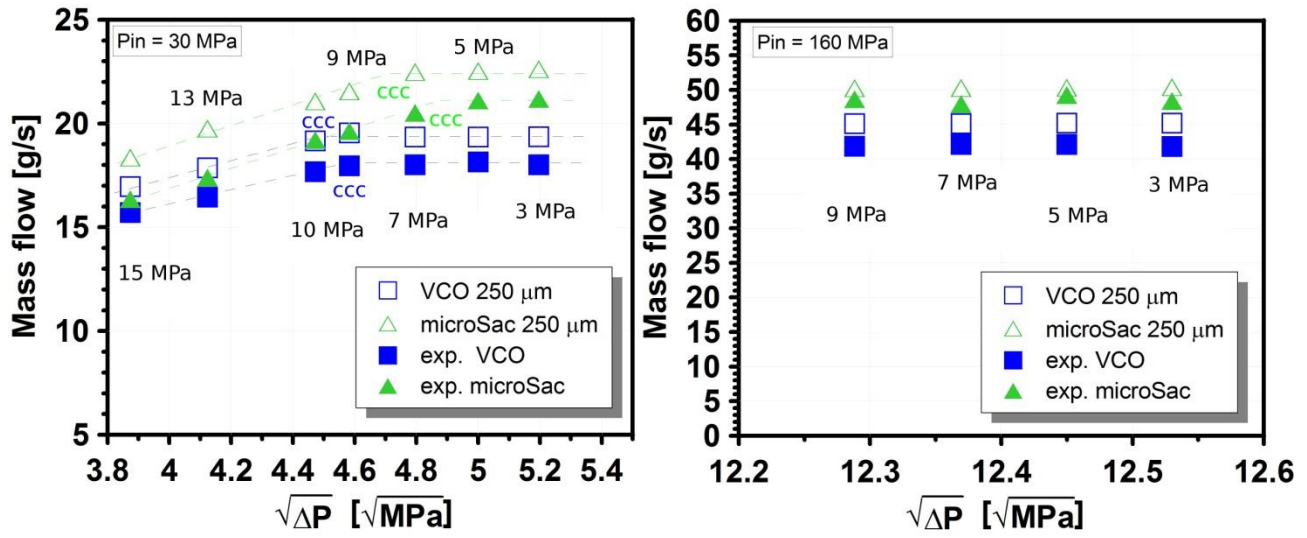 Pin = 30 MPa
25
20
15
10
5
Mass flow [g/s]
5 MPa
9 MPa
13 MPa
ccc
ccc
ccc
ccc
10 MPa
7 MPa
3 MPa
15 MPa
VCO 250 μm
microSac 250 μm
exp. VCO
exp. microSac
3.8 4 4.2 4.4 4.6 4.8 5 5.2 5.4
√ΔP [√MPa]
Pin = 160 MPa
60
55
50
45
40
35
30
25
20
15
10
5
0
Mass flow [g/s]
7 MPa
3 MPa
9 MPa
5 MPa
VCO 250 μm
microSac 250 μm
exp. VCO
exp. microSac
12.2 12.3 12.4 12.5 12.6
√ΔP [√MPa]